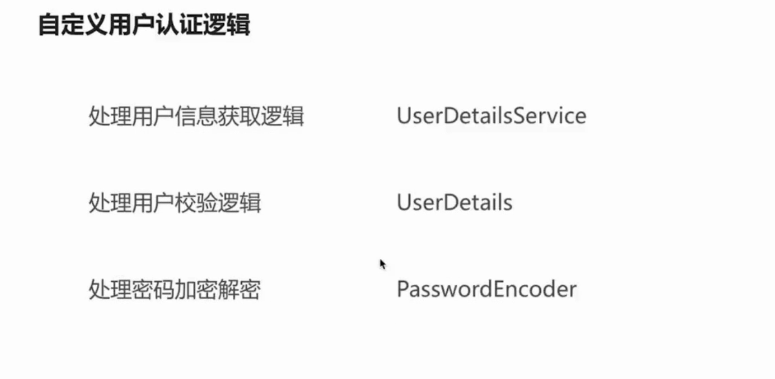 自定义用户认证逻辑
处理用户信息获取逻辑 UserDetailsService
处理用户校验逻辑 UserDetails
处理密码加密解密 PasswordEncoder